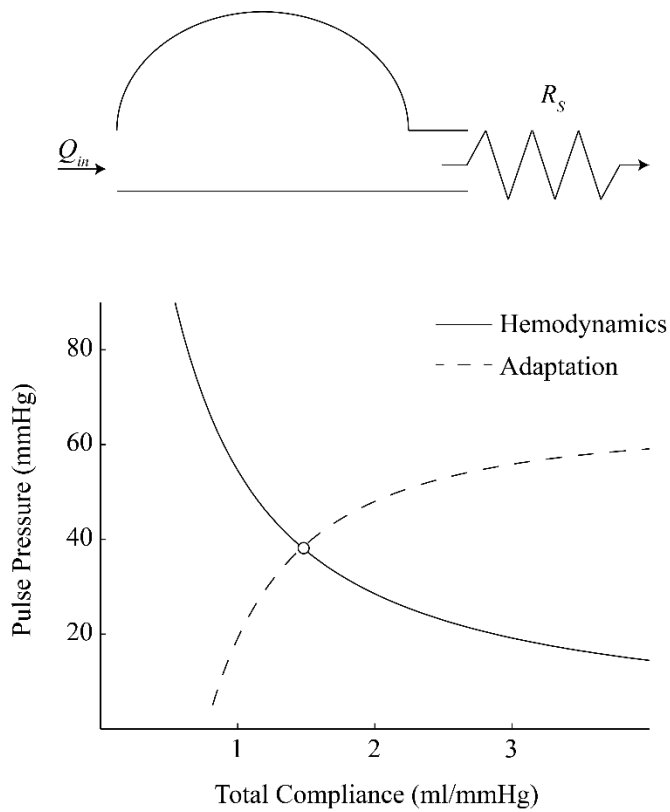 R_S
Q_in
Hemodynamics
Adaptation
80
60
40
20
1 2 3
Pulse Pressure (mmHg)
Total Compliance (ml/mmHg)